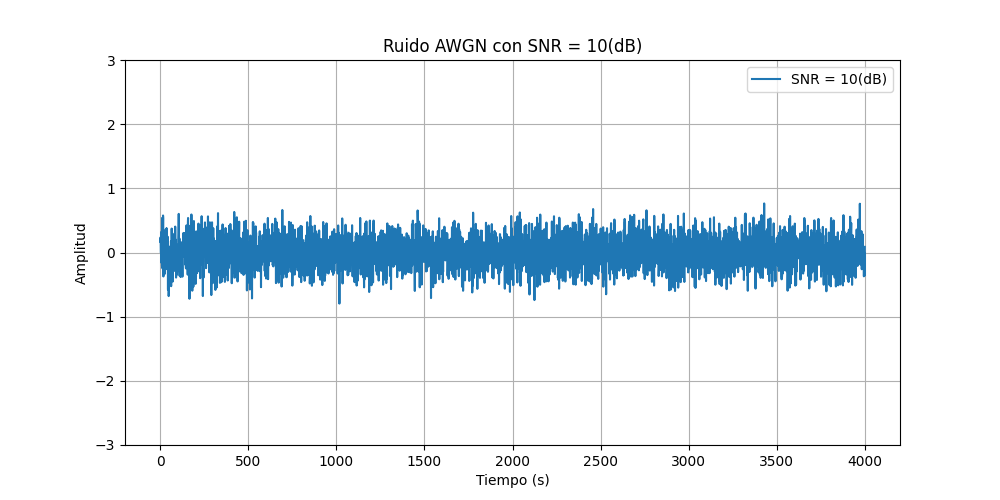 Ruido AWGN con SNR = 10(dB)
SNR = 10(dB)
3
2
1
0
−1
−2
−3
Amplitud
0 500 1000 1500 2000 2500 3000 3500 4000
Tiempo (s)